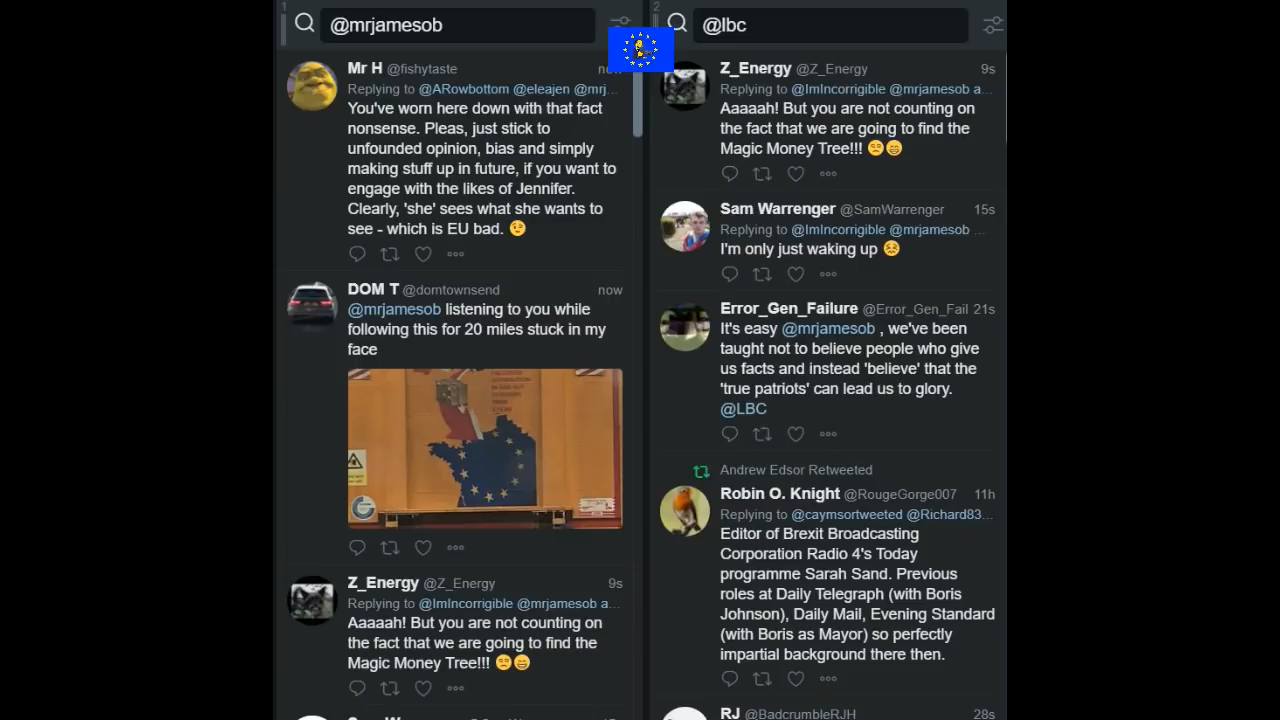 1
@mrjamesob
Mr H @fishytaste
Replying to @ARowbottom @eleajen @mrj...
You've worn here down with that fact
nonsense. Pleas, just stick to
unfounded opinion, bias and simply
making stuff up in future, if you want to
engage with the likes of Jennifer.
Clearly, 'she' sees what she wants to
see - which is EU bad. 😉
DOM T @domtownsend now
@mrjamesob listening to you while
following this for 20 miles stuck in my
face
Z_Energy @Z_Energy 9s
Replying to @ImIncorrigible @mrjamesob a...
Aaaaah! But you are not counting on
the fact that we are going to find the
Magic Money Tree!!! 😒😁
2
@lbc
Z_Energy @Z_Energy 9s
Replying to @ImIncorrigible @mrjamesob a...
Aaaaah! But you are not counting on
the fact that we are going to find the
Magic Money Tree!!! 😒😁
Sam Warrenger @SamWarrenger 15s
Replying to @ImIncorrigible @mrjamesob ...
I'm only just waking up 😖
Error_Gen_Failure @Error_Gen_Fail 21s
It's easy @mrjamesob , we've been
taught not to believe people who give
us facts and instead 'believe' that the
'true patriots' can lead us to glory.
@LBC
Andrew Edsor Retweeted
Robin O. Knight @RougeGorge007 11h
Replying to @caymsortweeted @Richard83...
Editor of Brexit Broadcasting
Corporation Radio 4's Today
programme Sarah Sand. Previous
roles at Daily Telegraph (with Boris
Johnson), Daily Mail, Evening Standard
(with Boris as Mayor) so perfectly
impartial background there then.
RJ @BadcrumbleRJH 28s